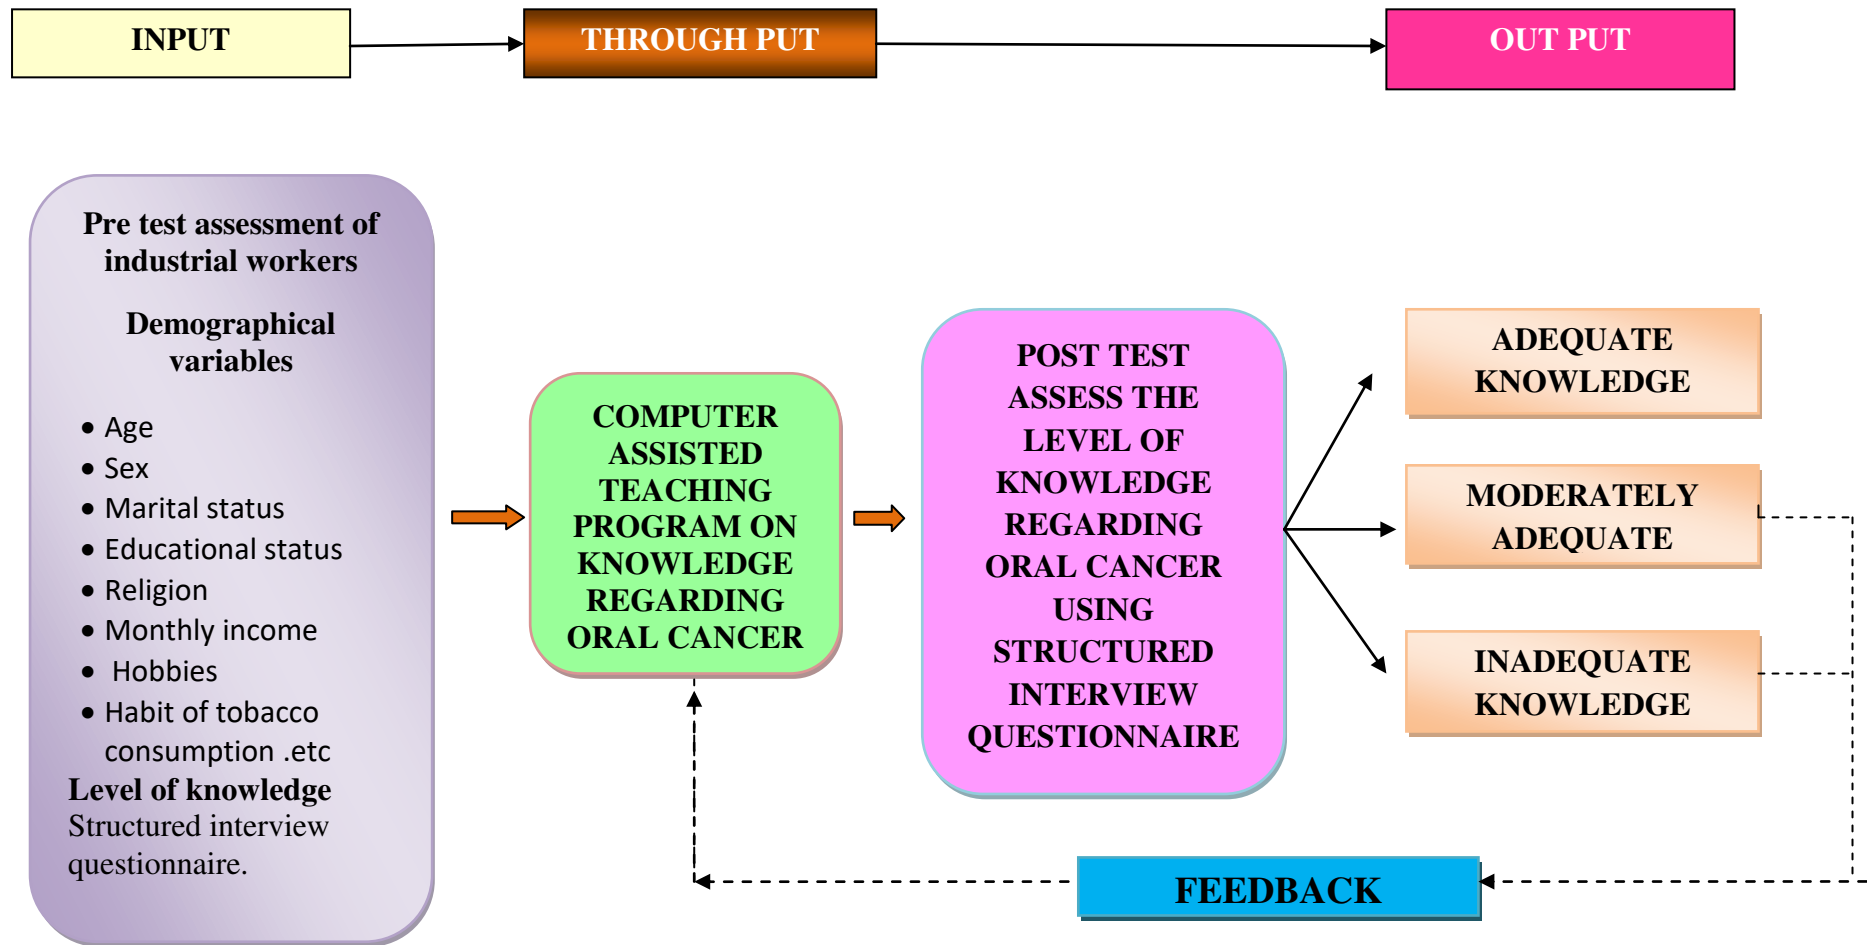 INPUT
THROUGH PUT
OUT PUT
Pre test assessment of
industrial workers
Demographical
variables
• Age
• Sex
• Marital status
• Educational status
• Religion
• Monthly income
• Hobbies
• Habit of tobacco
consumption .etc
Level of knowledge
Structured interview
questionnaire.
COMPUTER
ASSISTED
TEACHING
PROGRAM ON
KNOWLEDGE
REGARDING
ORAL CANCER
POST TEST
ASSESS THE
LEVEL OF
KNOWLEDGE
REGARDING
ORAL CANCER
USING
STRUCTURED
INTERVIEW
QUESTIONNAIRE
ADEQUATE
KNOWLEDGE
MODERATELY
ADEQUATE
INADEQUATE
KNOWLEDGE
FEEDBACK